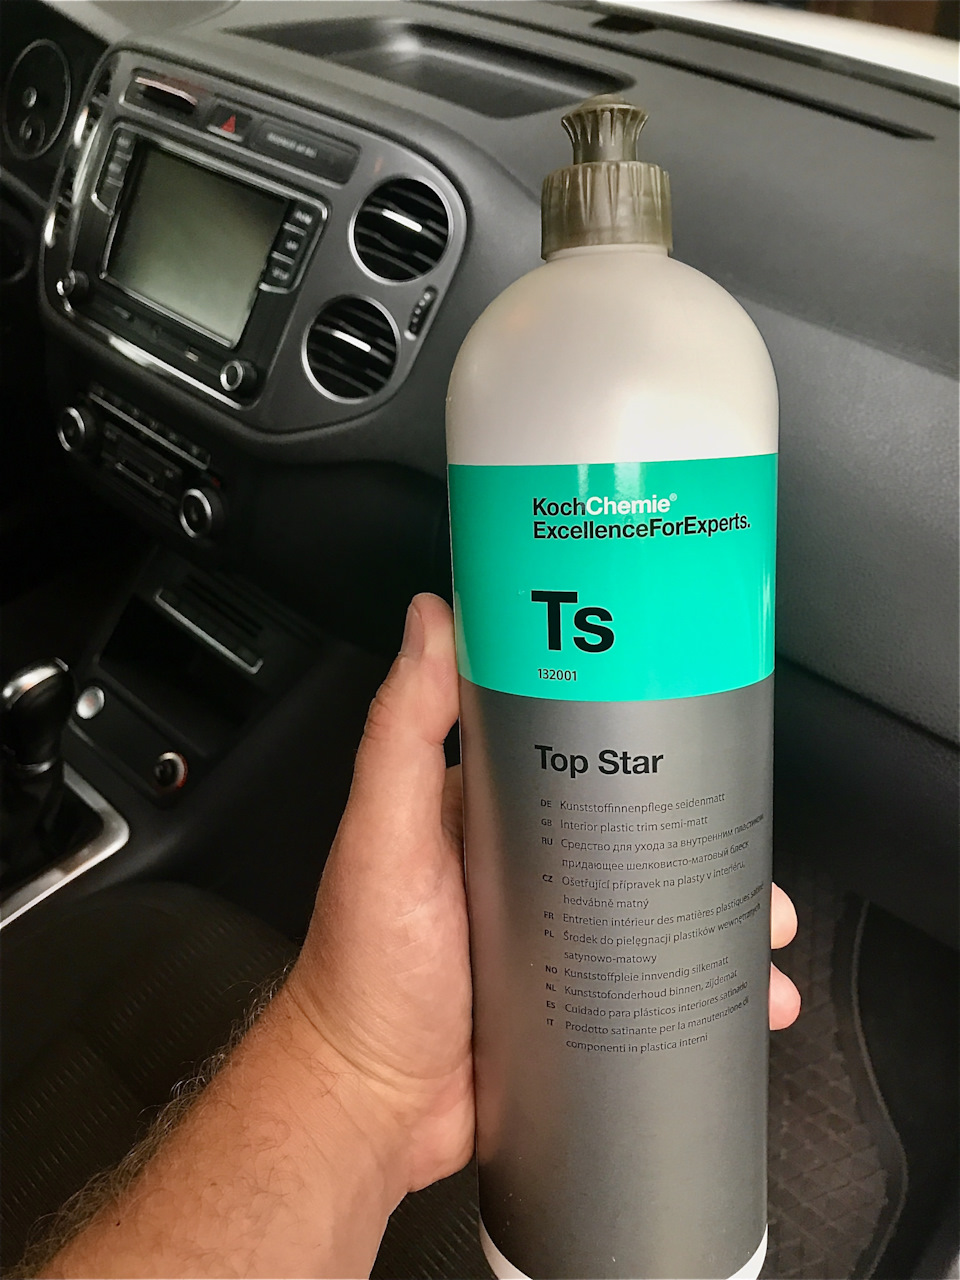 KochChemie®
ExcellenceForExperts.
Ts
132001
Top Star
DE Kunststoffinnenpflege seidenmatt
GB Interior plastic trim semi-matt
RU Средство для ухода за внутренним пластиком
придающее шелковисто-матовый блеск
CZ Ošetřující přípravek na plasty v interiéru,
hedvábně matný
FR Entretien intérieur des matières plastiques satiné
PL Środek do pielęgnacji plastików wewnętrznych
satynowo-matowy
NO Kunststoffpleie innvendig silkematt
NL Kunststofonderhoud binnen, zijdemat
ES Cuidado para plásticos interiores satinado
IT Prodotto satinante per la manutenzione di
componenti in plastica interni